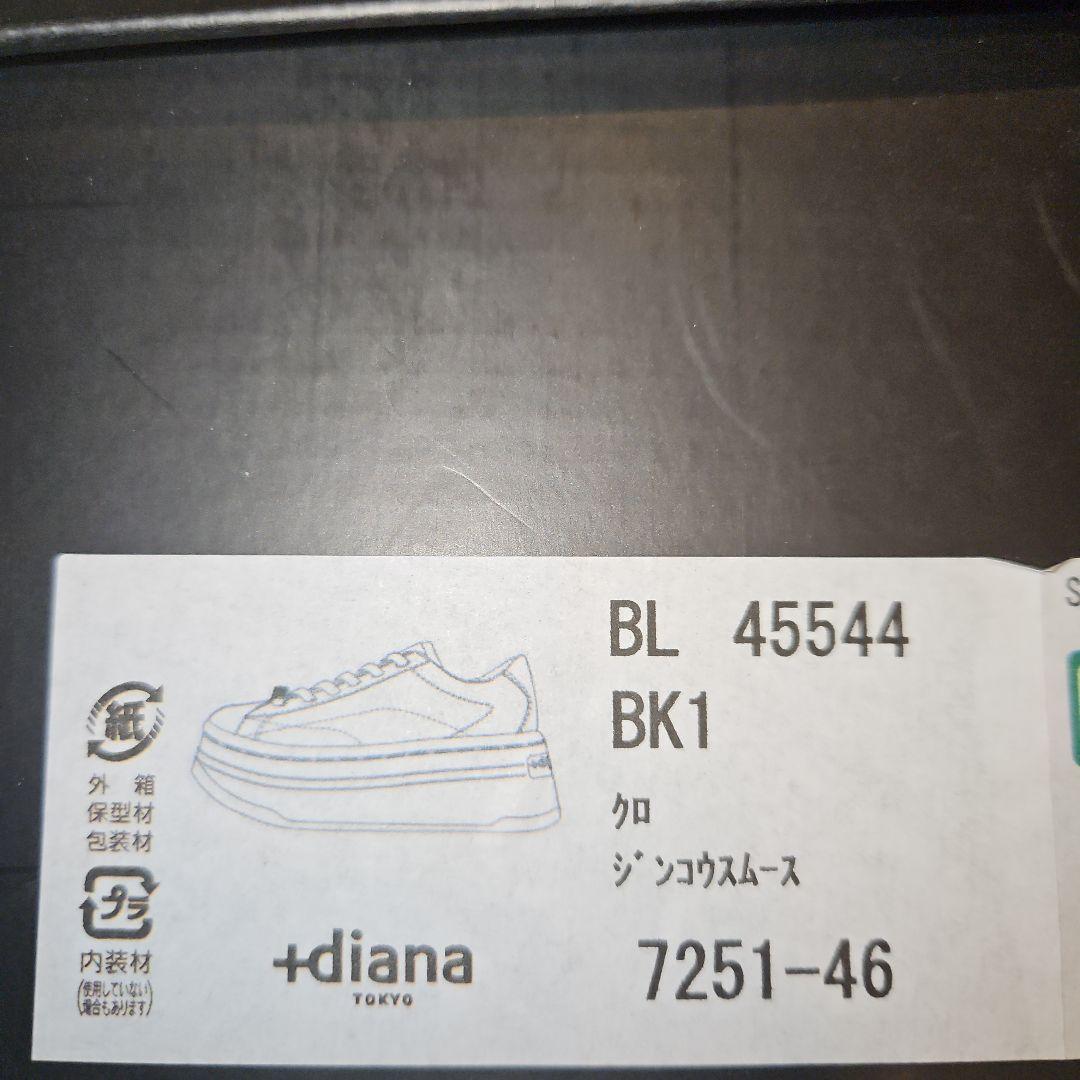 紙
外 箱
保型材
包装材
プラ
内装材
(使用していない
場合もあります)
+diana
TOKYO
BL 45544
BK1
ｸﾛ
ｼﾞﾝｺｳｽﾑｰｽ
7251-46
S